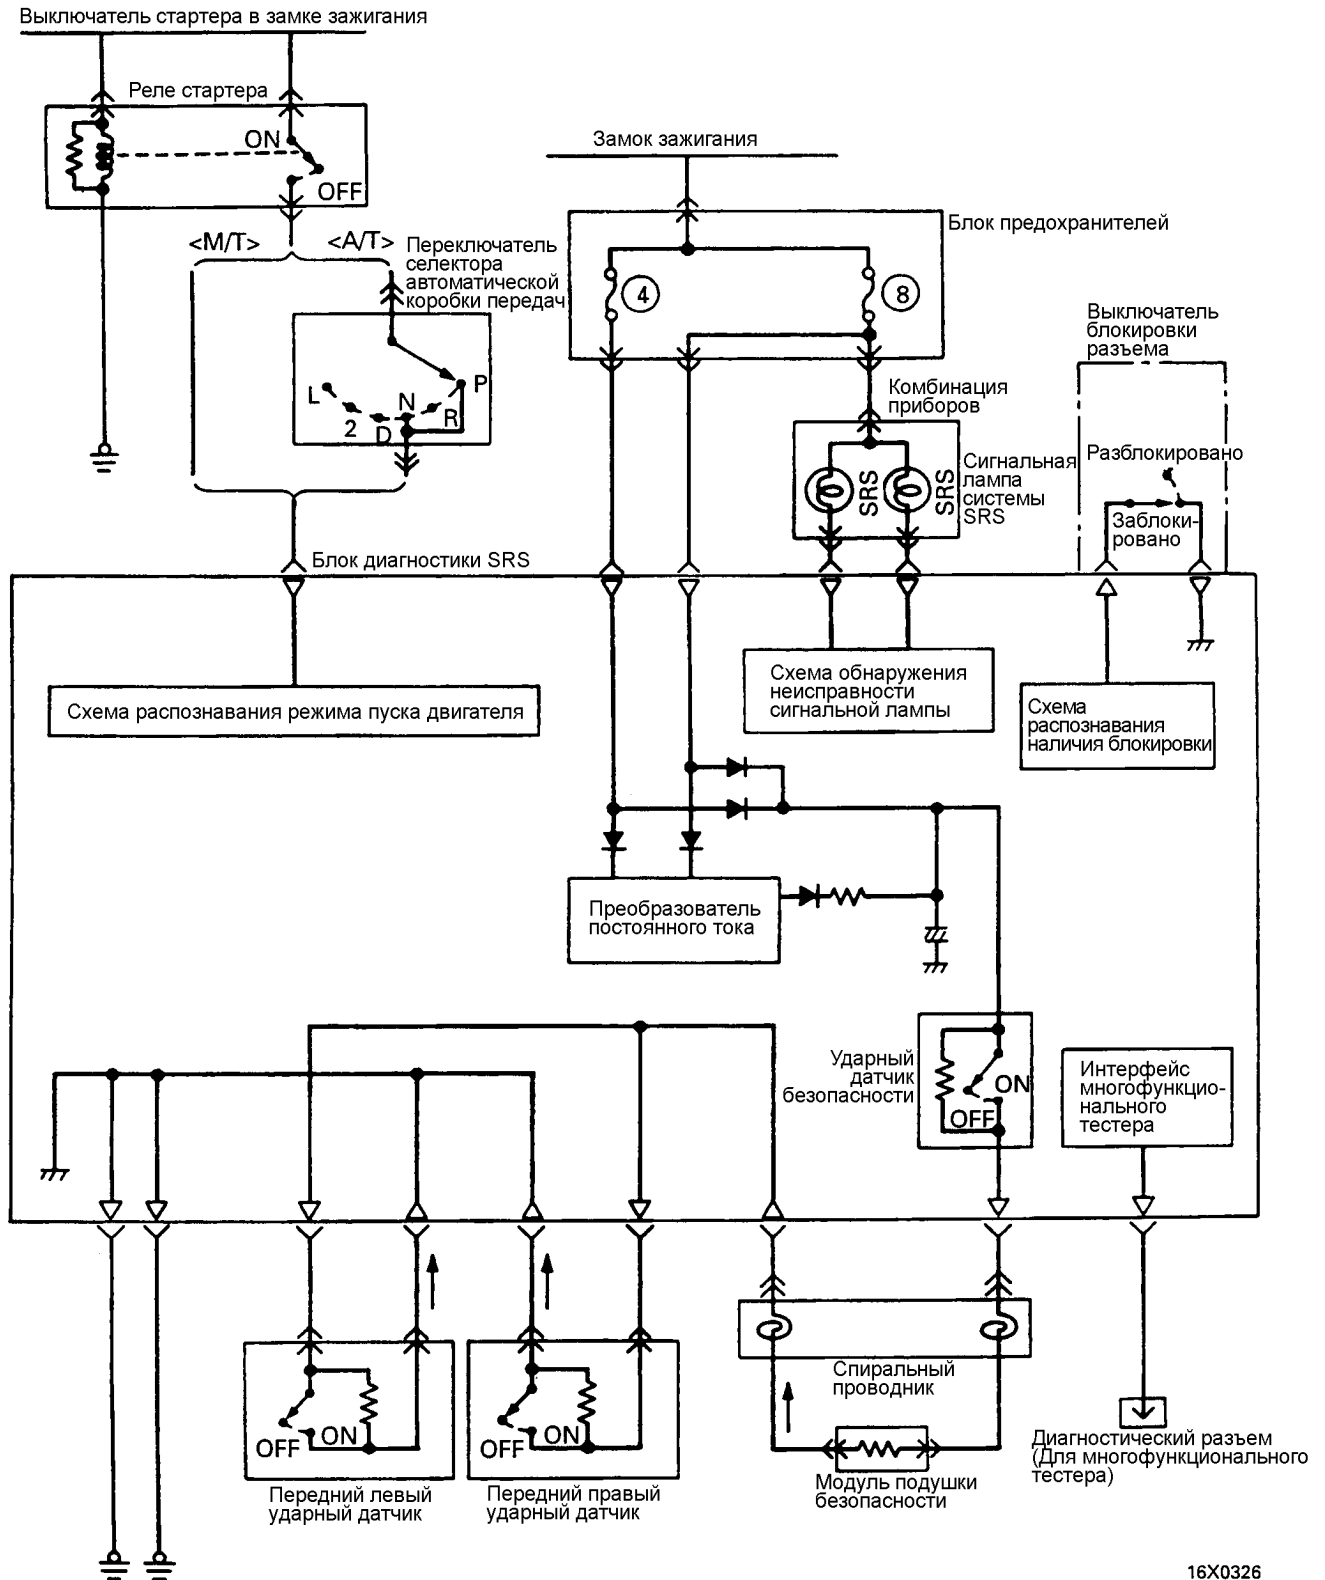 Выключатель стартера в замке зажигания
Реле стартера
ON
OFF
Замок зажигания
Блок предохранителей
4
8
<M/T>
<A/T>
Переключатель
селектора
автоматической
коробки передач
L
2
D
N
R
P
Выключатель
блокировки
разъема
Комбинация
приборов
SRS
SRS
Сигнальная
лампа
системы
SRS
Разблокировано
Заблоки-
ровано
Блок диагностики SRS
Схема распознавания режима пуска двигателя
Схема обнаружения
неисправности
сигнальной лампы
Схема
распознавания
наличия блокировки
Преобразователь
постоянного тока
Ударный
датчик
безопасности
ON
OFF
Интерфейс
многофункцио-
нального
тестера
OFF
ON
Передний левый
ударный датчик
OFF
ON
Передний правый
ударный датчик
Спиральный
проводник
Модуль подушки
безопасности
Диагностический разъем
(Для многофункционального
тестера)
16X0326